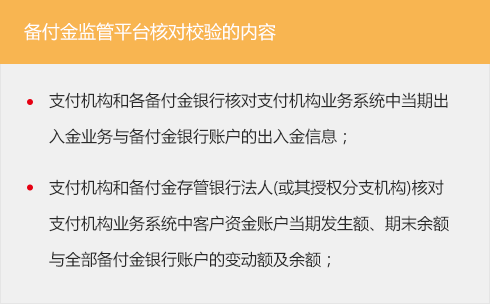 备付金监管平台核对校验的内容
支付机构和各备付金银行核对支付机构业务系统中当期出
入金业务与备付金银行账户的出入金信息；
支付机构和备付金存管银行法人(或其授权分支机构)核对
支付机构业务系统中客户资金账户当期发生额、期末余额
与全部备付金银行账户的变动额及余额；